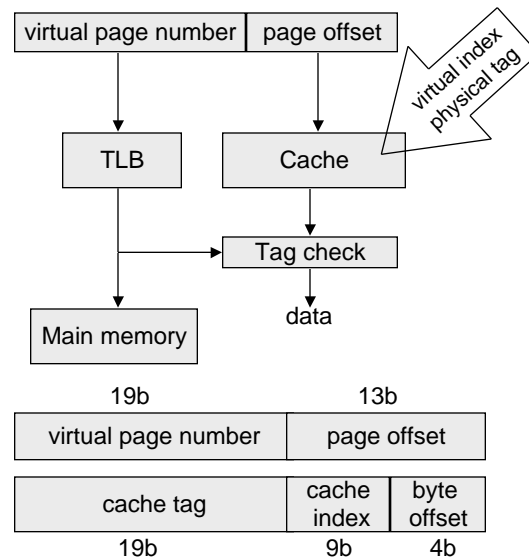 virtual page number page offset
virtual index
physical tag
TLB Cache
Tag check
Main memory data
19b 13b
virtual page number page offset
cache tag cache index byte offset
19b 9b 4b